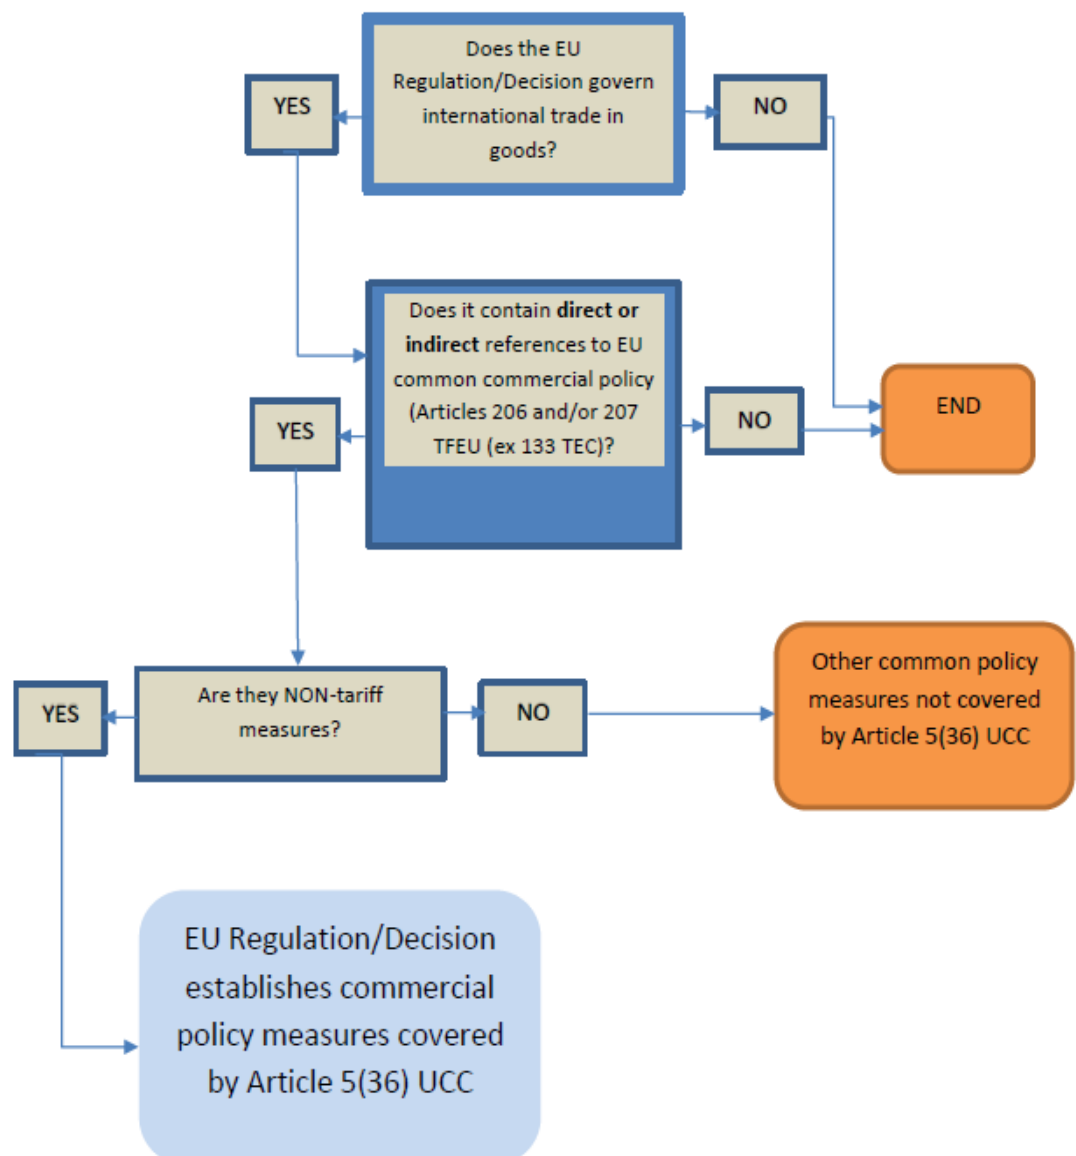 Does the EU
Regulation/Decision govern
international trade in
goods?
YES
NO
Does it contain direct or
indirect references to EU
common commercial policy
(Articles 206 and/or 207
TFEU (ex 133 TEC)?
YES
NO
END
Are they NON-tariff
measures?
YES
NO
Other common policy
measures not covered
by Article 5(36) UCC
EU Regulation/Decision
establishes commercial
policy measures covered
by Article 5(36) UCC